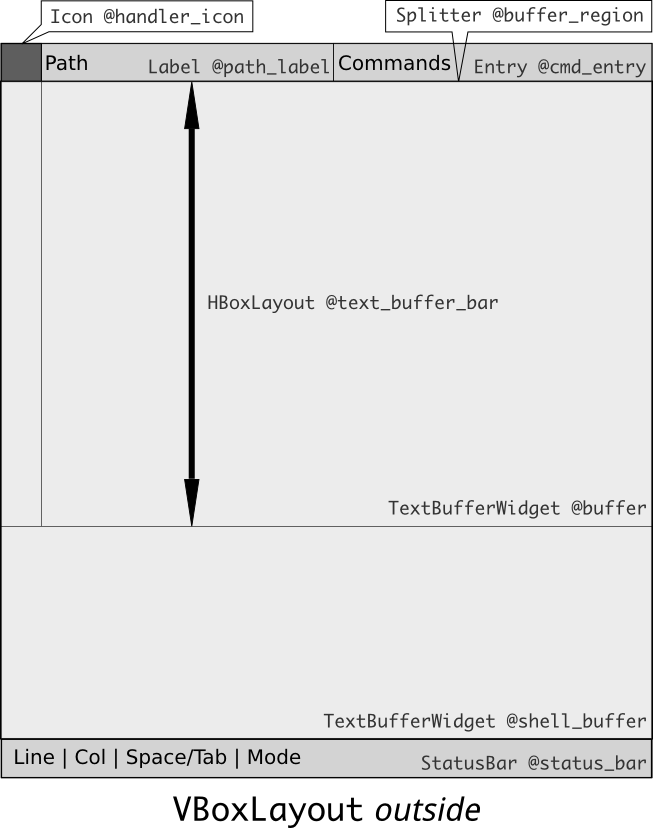 Icon @handler_icon
Splitter @buffer_region
Path
Label @path_label
Commands
Entry @cmd_entry
HBoxLayout @text_buffer_bar
TextBufferWidget @buffer
TextBufferWidget @shell_buffer
Line | Col | Space/Tab | Mode
StatusBar @status_bar
VBoxLayout outside